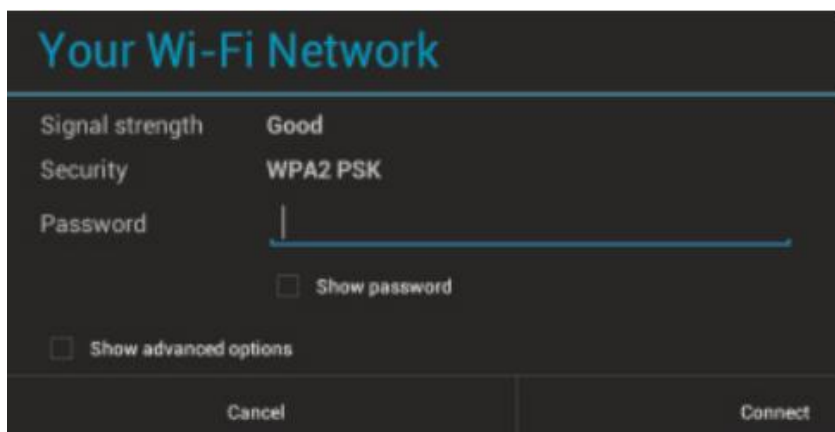 Your Wi-Fi Network
Signal strength Good
Security WPA2 PSK
Password
Show password
Show advanced options
Cancel Connect